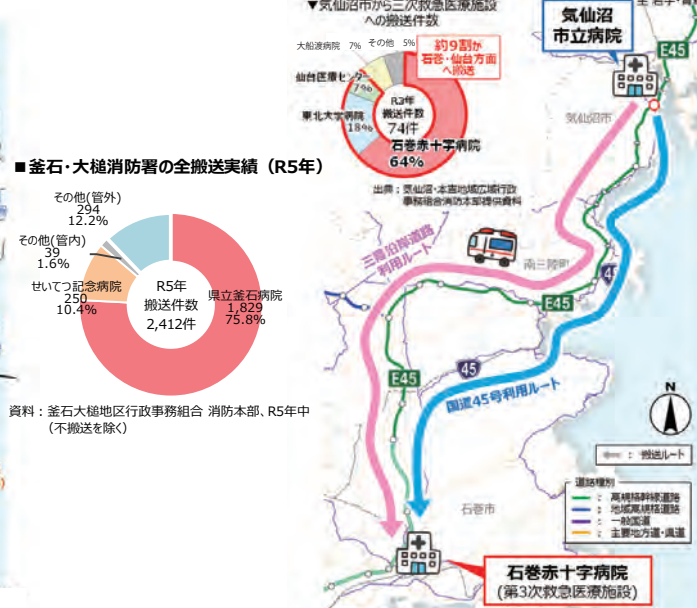 ▼気仙沼市から三次救急医療施設
への搬送件数
大船渡病院 7%
その他 5%
約9割が
石巻・仙台方面
へ搬送
仙台医療センター
7%
東北大学病院
18%
R3年
搬送件数
74件
石巻赤十字病院
64%
出典：気仙沼・本吉地域広域行政
事務組合消防本部提供資料
■釜石・大槌消防署の全搬送実績（R5年）
その他(管外)
294
12.2%
その他(管内)
39
1.6%
せいてつ記念病院
250
10.4%
R5年
搬送件数
2,412件
県立釜石病院
1,829
75.8%
資料：釜石大槌地区行政事務組合 消防本部、R5年中
（不搬送を除く）
気仙沼
市立病院
E45
気仙沼市
三陸沿岸道路
利用ルート
南三陸町
45
E45
45
E45
国道45号利用ルート
N
：搬送ルート
道路種別
：高規格幹線道路
：地域高規格道路
：一般国道
：主要地方道・県道
石巻市
石巻赤十字病院
(第3次救急医療施設)